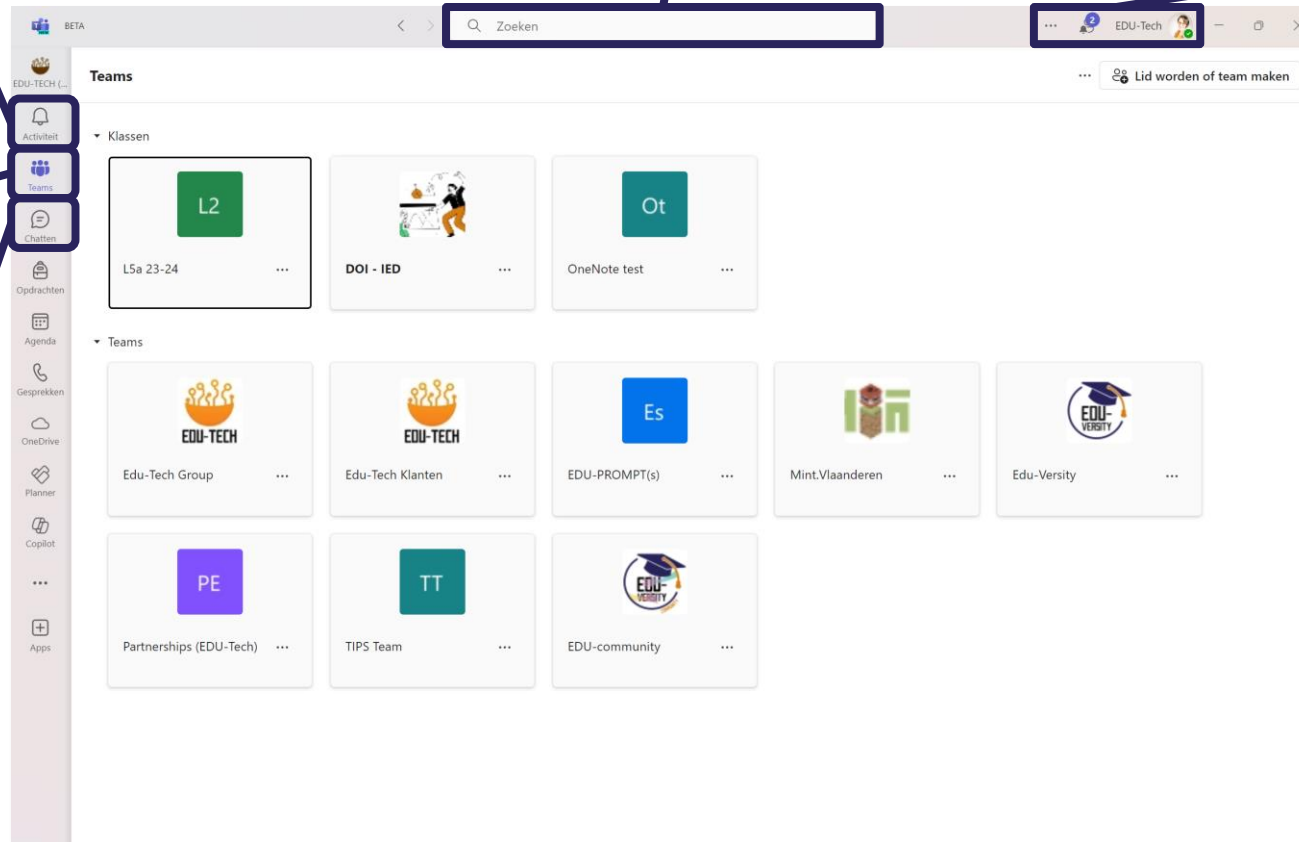 BETA
Zoeken
2
EDU-Tech
EDU-TECH (...
Teams
Lid worden of team maken
Activiteit
Teams
Chatten
Opdrachten
Agenda
Gesprekken
OneDrive
Planner
Copilot
Apps
Klassen
L2
Ot
L5a 23-24
DOI - IED
OneNote test
Teams
EDU-TECH
EDU-TECH
Es
EDU-
VERSITY
Edu-Tech Group
Edu-Tech Klanten
EDU-PROMPT(s)
Mint.Vlaanderen
Edu-Versity
PE
TT
EDU-
VERSITY
Partnerships (EDU-Tech)
TIPS Team
EDU-community